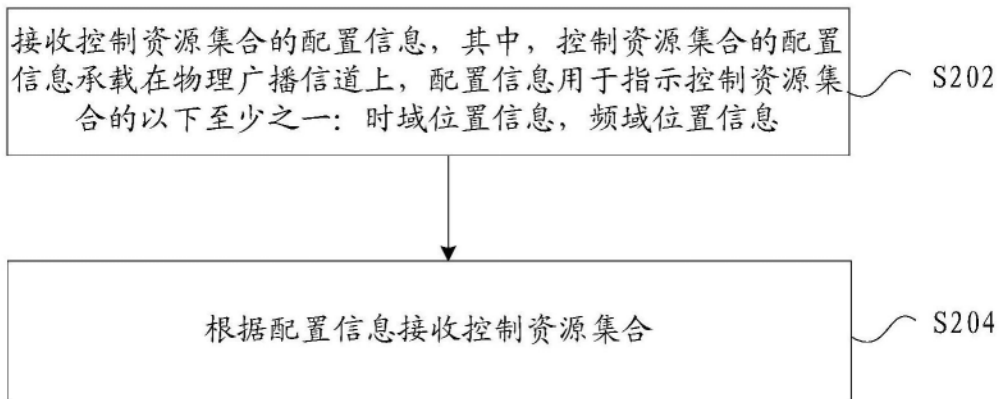 接收控制资源集合的配置信息，其中，控制资源集合的配置
信息承载在物理广播信道上，配置信息用于指示控制资源集
合的以下至少之一：时域位置信息，频域位置信息
S202
根据配置信息接收控制资源集合
S204